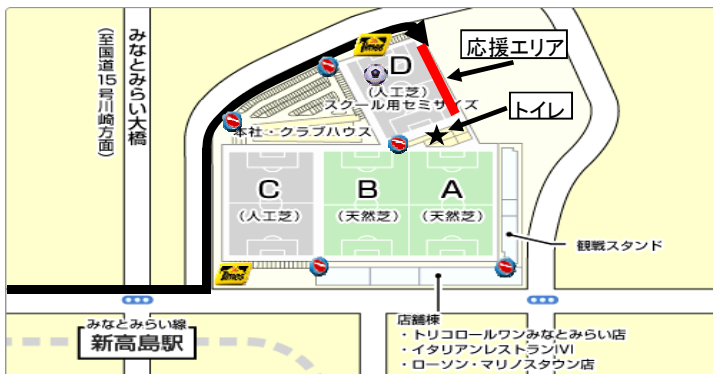 応援エリア
Times
D
(人工芝)
スクール用セミサイズ
トイレ
みなとみらい大橋
(至国道15号川崎方面)
本社・クラブハウス
C
(人工芝)
B
(天然芝)
A
(天然芝)
観戦スタンド
Times
みなとみらい線
新高島駅
店舗棟
・トリコロールワンみなとみらい店
・イタリアンレストランIVI
・ローソン・マリノスタウン店